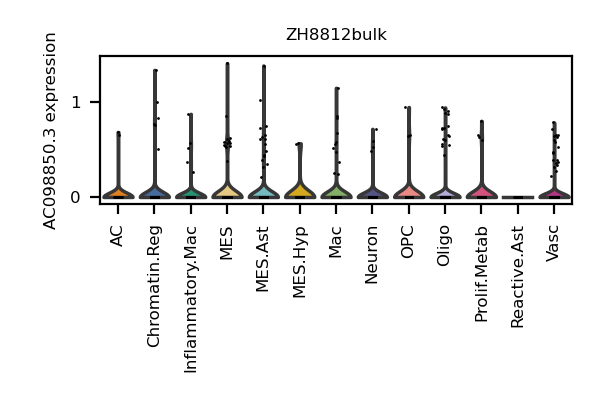 ZH8812bulk
AC098850.3 expression
1
0
AC
Chromatin.Reg
Inflammatory.Mac
MES
MES.Ast
MES.Hyp
Mac
Neuron
OPC
Oligo
Prolif.Metab
Reactive.Ast
Vasc